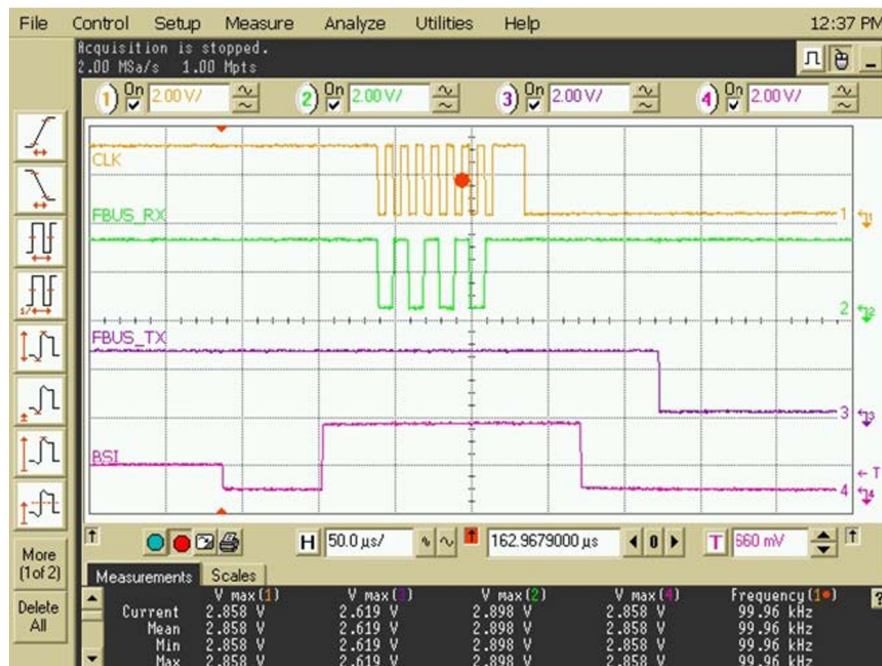 File Control Setup Measure Analyze Utilities Help 12:37 PM
Acquisition is stopped.
2.00 MSa/s 1.00 Mpts
1 On 2.00 V/ 2 On 2.00 V/ 3 On 2.00 V/ 4 On 2.00 V/
CLK
1
FBUS_RX
2
FBUS_TX
3
BSI
T
4
H 50.0 µs/ 162.9679000 µs 0 T 660 mV
More
(1of 2)
Delete
All
Measurements Scales
V max(1) V max(3) V max(2) V max(4) Frequency(1)
Current 2.858 V 2.619 V 2.898 V 2.858 V 99.96 kHz
Mean 2.858 V 2.619 V 2.898 V 2.858 V 99.96 kHz
Min 2.858 V 2.619 V 2.898 V 2.858 V 99.96 kHz
Max 2.858 V 2.619 V 2.898 V 2.858 V 99.96 kHz